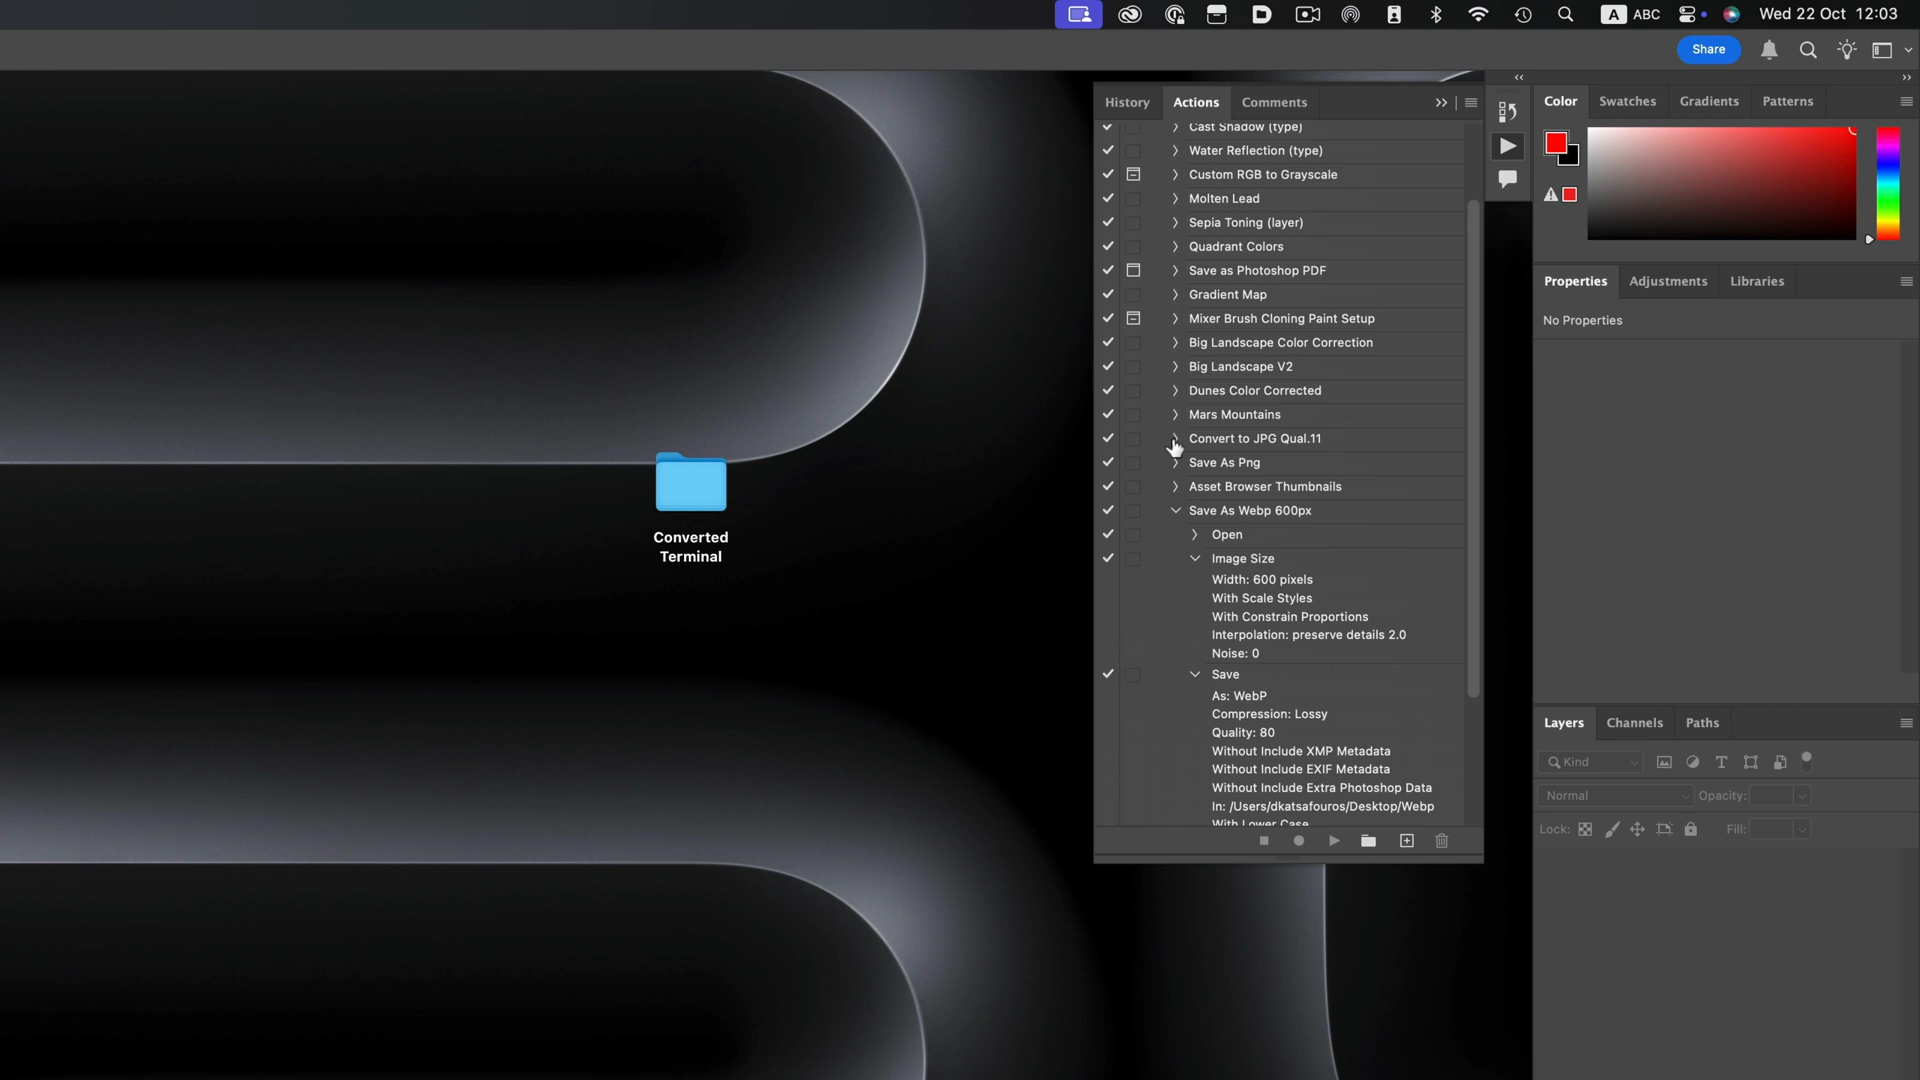 A ABC Wed 22 Oct 12:03
Share
History Actions Comments
Cast Shadow (type)
Water Reflection (type)
Custom RGB to Grayscale
Molten Lead
Sepia Toning (layer)
Quadrant Colors
Save as Photoshop PDF
Gradient Map
Mixer Brush Cloning Paint Setup
Big Landscape Color Correction
Big Landscape V2
Dunes Color Corrected
Mars Mountains
Convert to JPG Qual.11
Save As Png
Asset Browser Thumbnails
Save As Webp 600px
Open
Image Size
Width: 600 pixels
With Scale Styles
With Constrain Proportions
Interpolation: preserve details 2.0
Noise: 0
Save
As: WebP
Compression: Lossy
Quality: 80
Without Include XMP Metadata
Without Include EXIF Metadata
Without Include Extra Photoshop Data
In: /Users/dkatsafouros/Desktop/Webp
With Lower Case
Converted
Terminal
Color Swatches Gradients Patterns
Properties Adjustments Libraries
No Properties
Layers Channels Paths
Kind
Normal Opacity:
Lock: Fill: